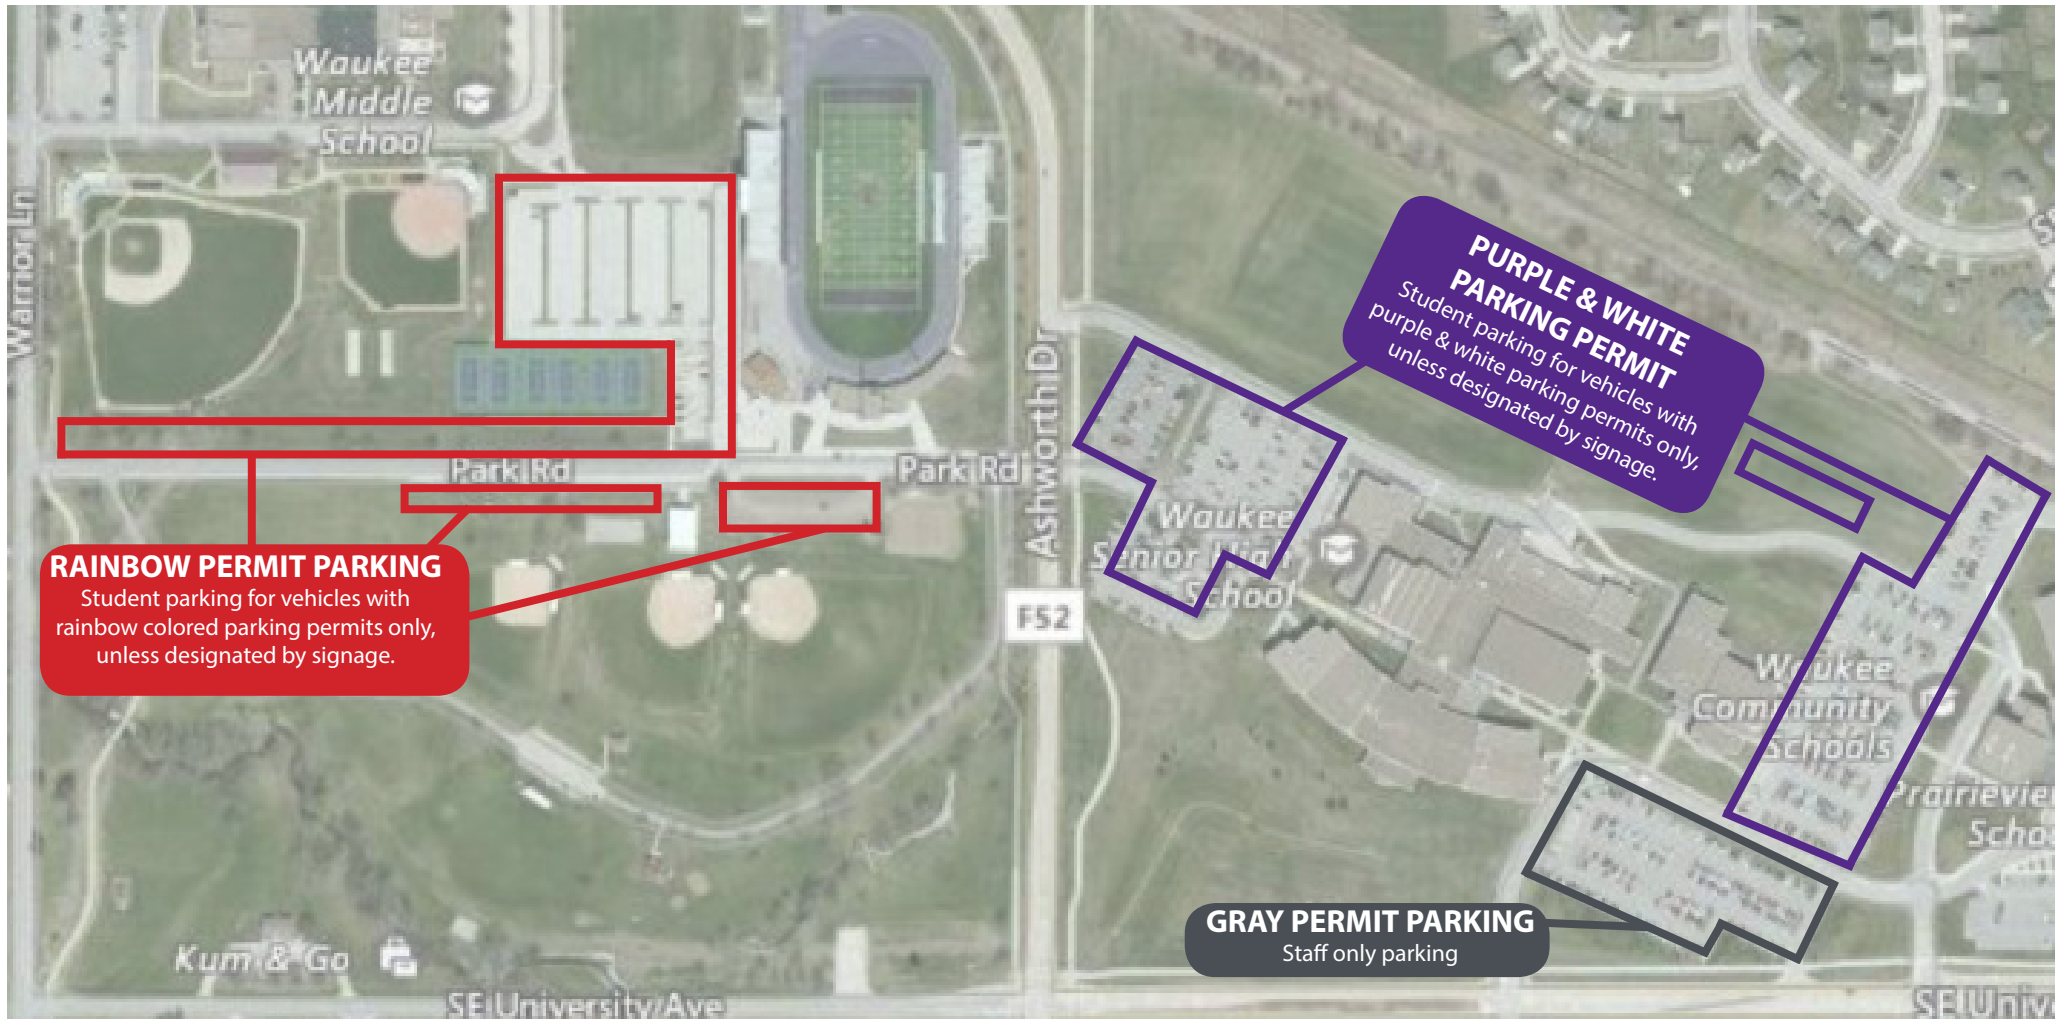 Waukee
Middle
School
Warrior Ln
Ashworth Dr
Park Rd
Park Rd
F52
PURPLE & WHITE
PARKING PERMIT
Student parking for vehicles with
purple & white parking permits only,
unless designated by signage.
Waukee
Senior High
School
RAINBOW PERMIT PARKING
Student parking for vehicles with
rainbow colored parking permits only,
unless designated by signage.
Waukee
Community
Schools
Prairieview
Schoo
GRAY PERMIT PARKING
Staff only parking
Kum & Go
SE University Ave
SE Unive